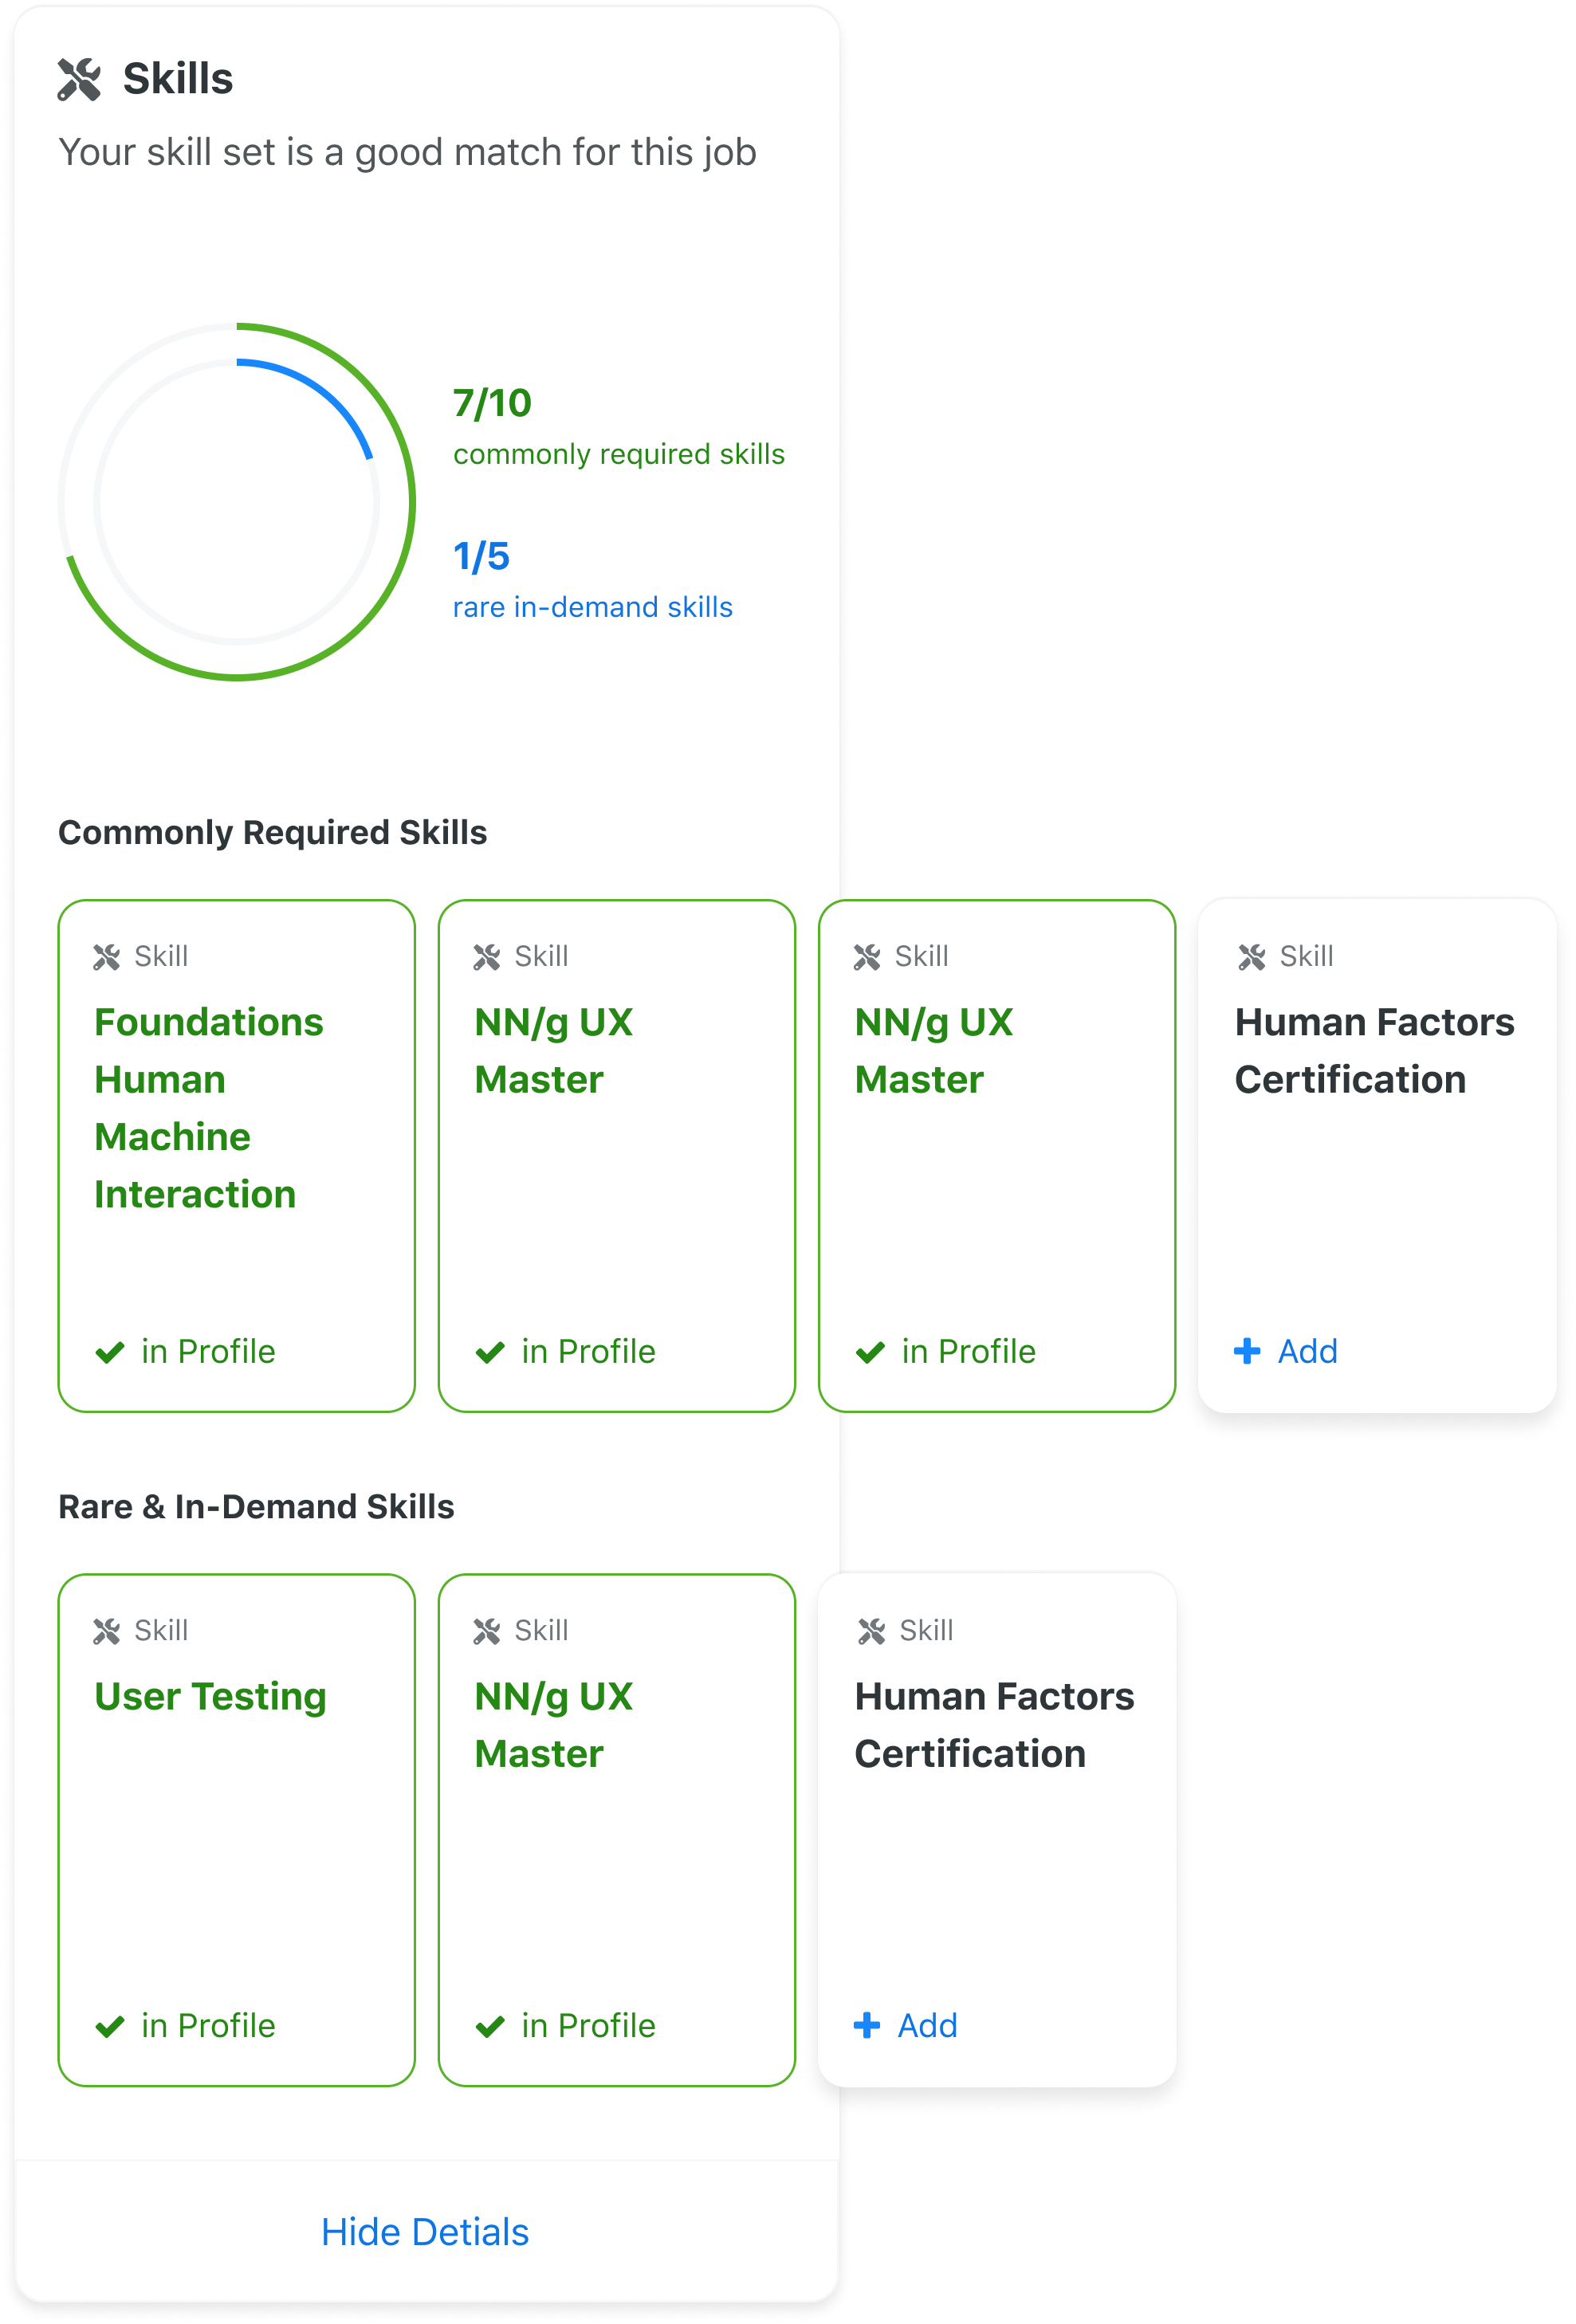 Skills
Your skill set is a good match for this job
7/10
commonly required skills
1/5
rare in-demand skills
Commonly Required Skills
Skill
Foundations
Human
Machine
Interaction
in Profile
Skill
NN/g UX
Master
in Profile
Skill
NN/g UX
Master
in Profile
Skill
Human Factors
Certification
Add
Rare & In-Demand Skills
Skill
User Testing
in Profile
Skill
NN/g UX
Master
in Profile
Skill
Human Factors
Certification
Add
Hide Detials